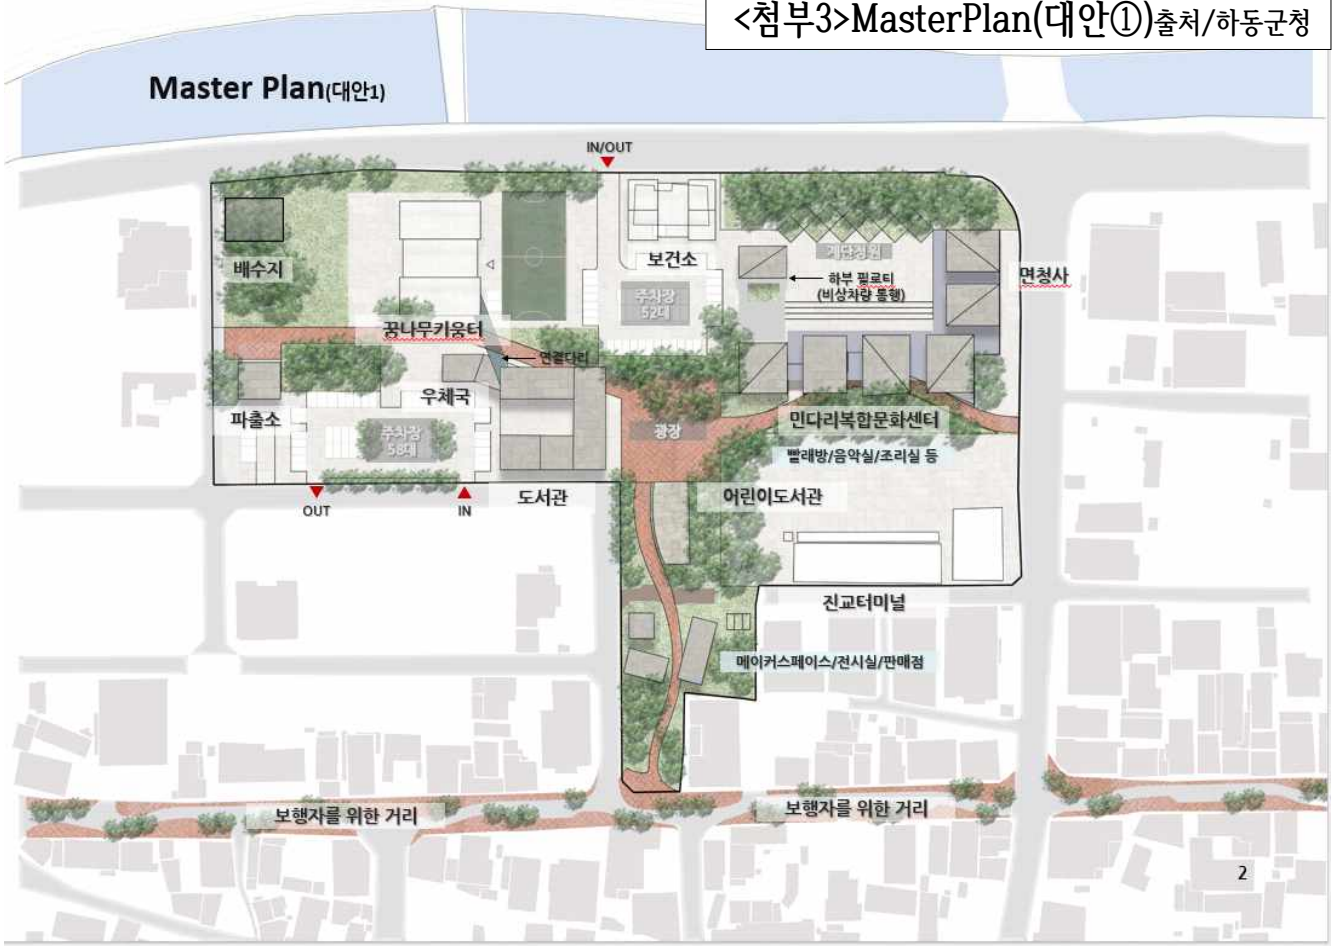 <첨부3>MasterPlan(대안①)출처/하동군청
Master Plan(대안1)
IN/OUT
배수지
보건소
계단정원
하부 필로티
(비상차량 통행)
면청사
주차장
52대
꿈나무키움터
연결다리
우체국
파출소
주차장
58대
광장
민다리복합문화센터
빨래방/음악실/조리실 등
도서관
어린이도서관
OUT
IN
진교터미널
메이커스페이스/전시실/판매점
보행자를 위한 거리
보행자를 위한 거리
2